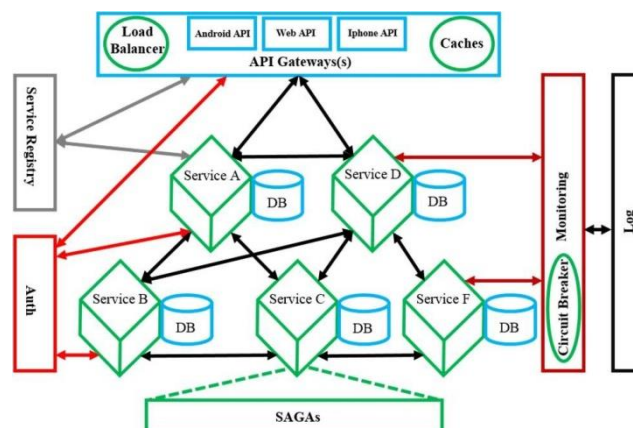 Load
Balancer
Android API
Web API
Iphone API
Caches
API Gateways(s)
Service Registry
Service A
DB
Service D
DB
Monitoring
Log
Auth
Service B
DB
Service C
DB
Service F
DB
Circuit Breaker
SAGAs